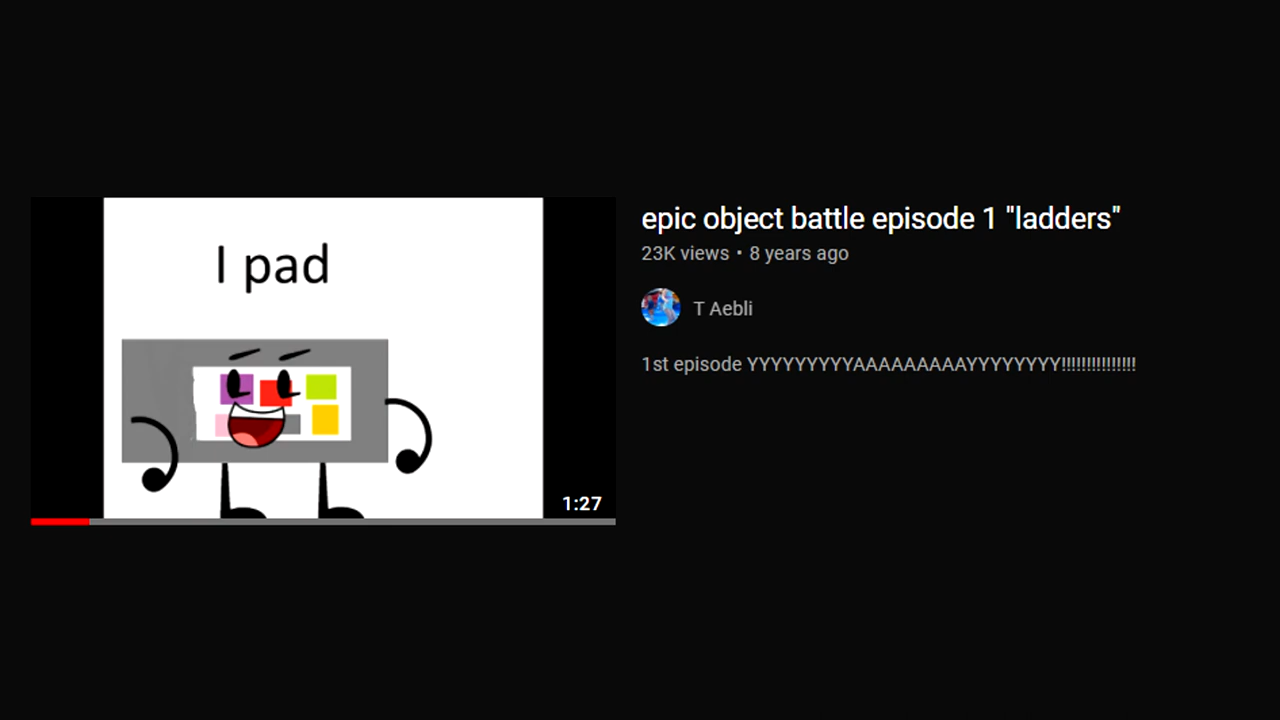 I pad
1:27
epic object battle episode 1 "ladders"
23K views • 8 years ago
T Aebli
1st episode YYYYYYYYYAAAAAAAAAYYYYYYYY!!!!!!!!!!!!!!!